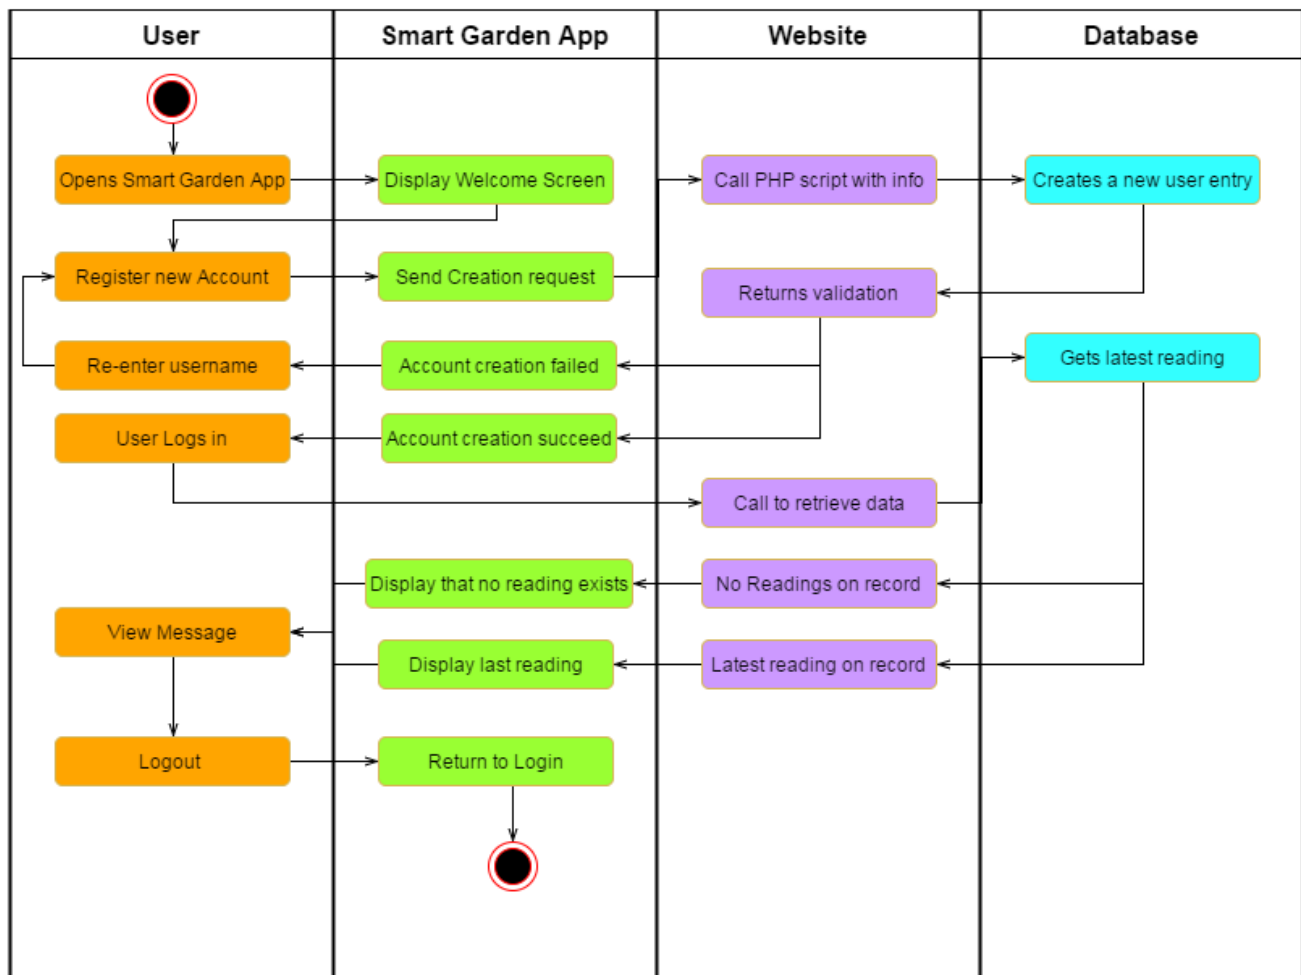 User
Smart Garden App
Website
Database
Opens Smart Garden App
Display Welcome Screen
Call PHP script with info
Creates a new user entry
Register new Account
Send Creation request
Returns validation
Re-enter username
Account creation failed
Gets latest reading
User Logs in
Account creation succeed
Call to retrieve data
Display that no reading exists
No Readings on record
View Message
Display last reading
Latest reading on record
Logout
Return to Login